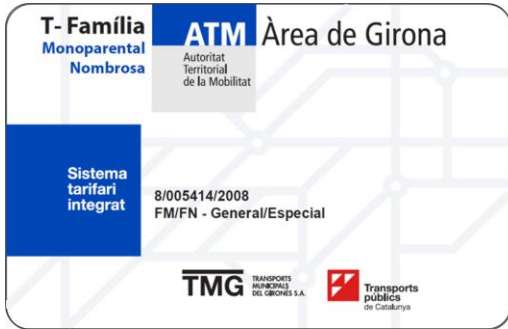 T- Família
Monoparental
Nombrosa
ATM Àrea de Girona
Autoritat
Territorial
de la Mobilitat
Sistema
tarifari
integrat
8/005414/2008
FM/FN - General/Especial
TMG
TRANSPORTS
MUNICIPALS
DEL GIRONÈS S.A.
Transports
públics
de Catalunya